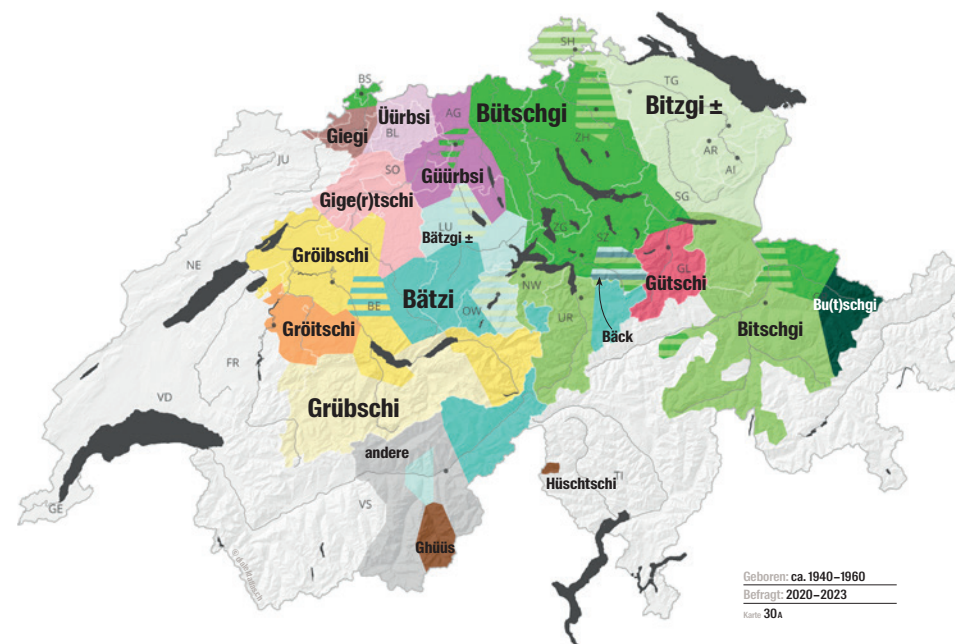 SH
BS
TG
Üürbsi
AG
Bütschgi
Bitzgi ±
Giegi
BL
ZH
AR
JU
AI
SO
Güürbsi
Gige(r)tschi
SG
LU
ZG
SZ
Bätzgi ±
Gröibschi
NE
GL
Gütschi
NW
Bätzi
BE
Bu(t)schgi
OW
UR
Gröitschi
Bitschgi
Bäck
FR
Grübschi
VD
andere
Hüschtschi
TI
VS
GE
Ghüüs
Geboren: ca. 1940–1960
Befragt: 2020–2023
Karte 30A